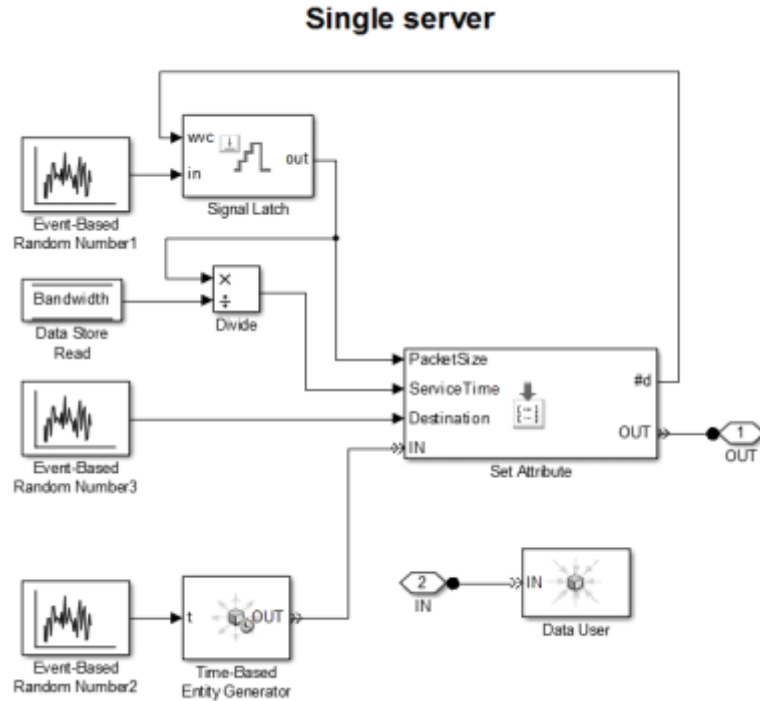 Single server
wvc
in
out
Signal Latch
Event-Based
Random Number1
×
÷
Divide
Bandwidth
Data Store
Read
PacketSize
ServiceTime
Destination
IN
#d
OUT
Set Attribute
1
OUT
Event-Based
Random Number3
2
IN
IN
Data User
t
OUT
Time-Based
Entity Generator
Event-Based
Random Number2